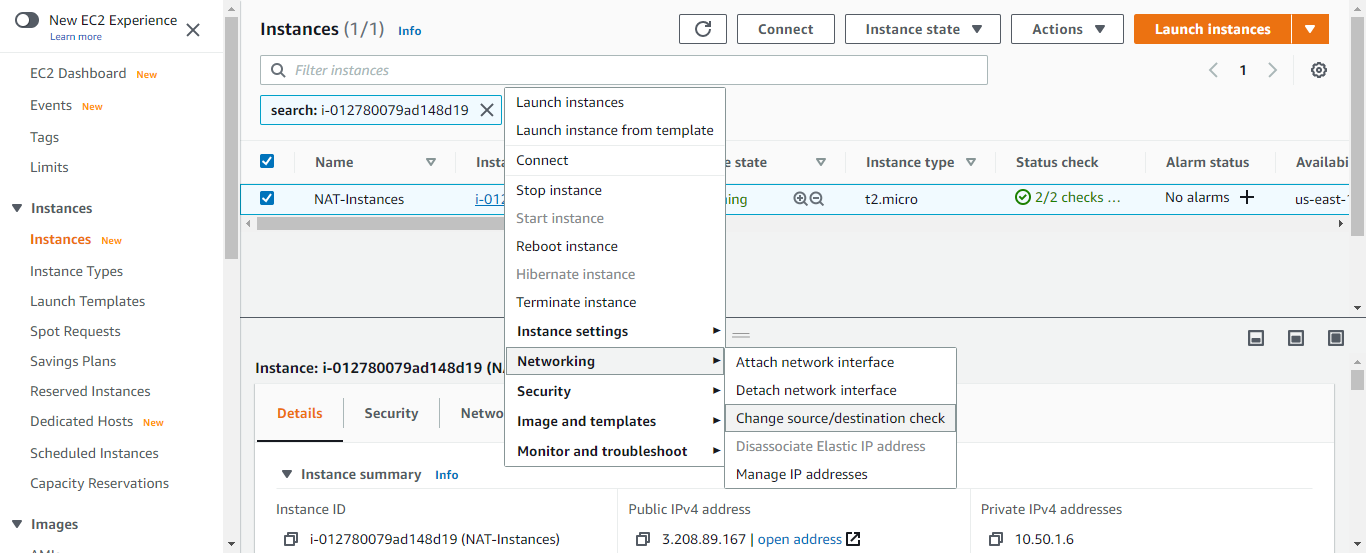 New EC2 Experience
Learn more
EC2 Dashboard New
Events New
Tags
Limits
Instances
Instances New
Instance Types
Launch Templates
Spot Requests
Savings Plans
Reserved Instances
Dedicated Hosts New
Scheduled Instances
Capacity Reservations
Images
Instances (1/1) Info
Connect
Instance state
Actions
Launch instances
Filter instances
1
search: i-012780079ad148d19
Name
Instance type
Status check
Alarm status
state
NAT-Instances
t2.micro
2/2 checks ...
No alarms
us-east-
Launch instances
Launch instance from template
Connect
Stop instance
Start instance
Reboot instance
Hibernate instance
Terminate instance
Instance settings
Networking
Security
Image and templates
Monitor and troubleshoot
Attach network interface
Detach network interface
Change source/destination check
Disassociate Elastic IP address
Manage IP addresses
Instance: i-012780079ad148d19 (NAT-
Details
Security
Instance summary Info
Instance ID
i-012780079ad148d19 (NAT-Instances)
Public IPv4 address
3.208.89.167 | open address
Private IPv4 addresses
10.50.1.6